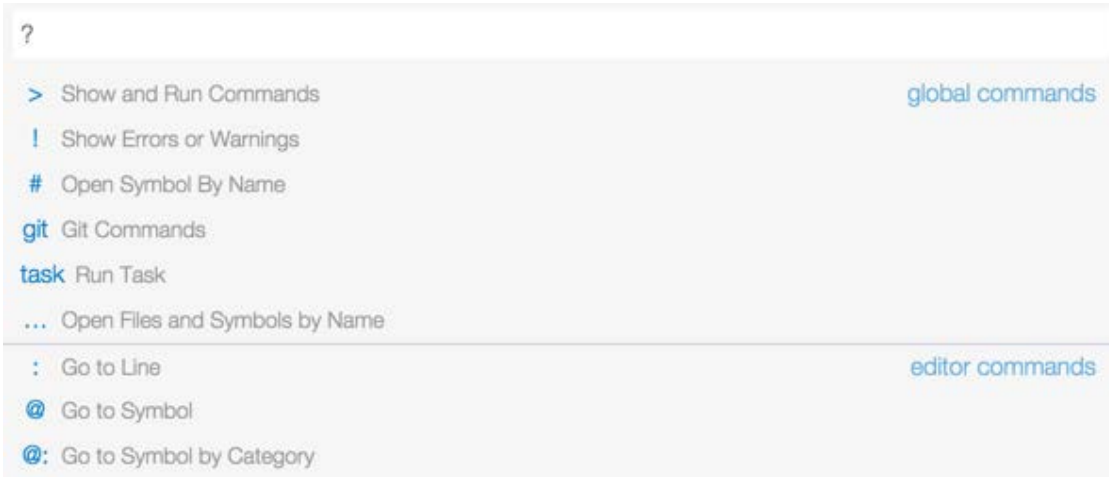 ?
> Show and Run Commands global commands
! Show Errors or Warnings
# Open Symbol By Name
git Git Commands
task Run Task
... Open Files and Symbols by Name
: Go to Line editor commands
@ Go to Symbol
@: Go to Symbol by Category